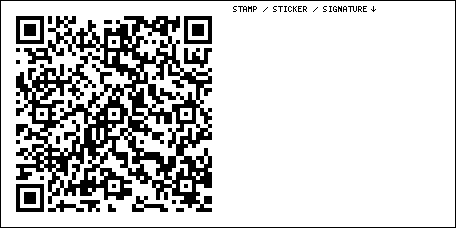 STAMP / STICKER / SIGNATURE ↓